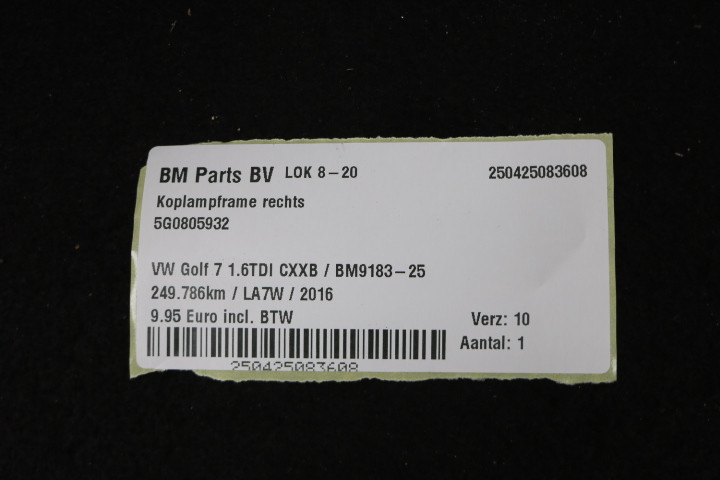 BM Parts BV LOK 8-20 250425083608
Koplampframe rechts
5G0805932
VW Golf 7 1.6TDI CXXB / BM9183-25
249.786km / LA7W / 2016
9.95 Euro incl. BTW Verz: 10
Aantal: 1
250425083608